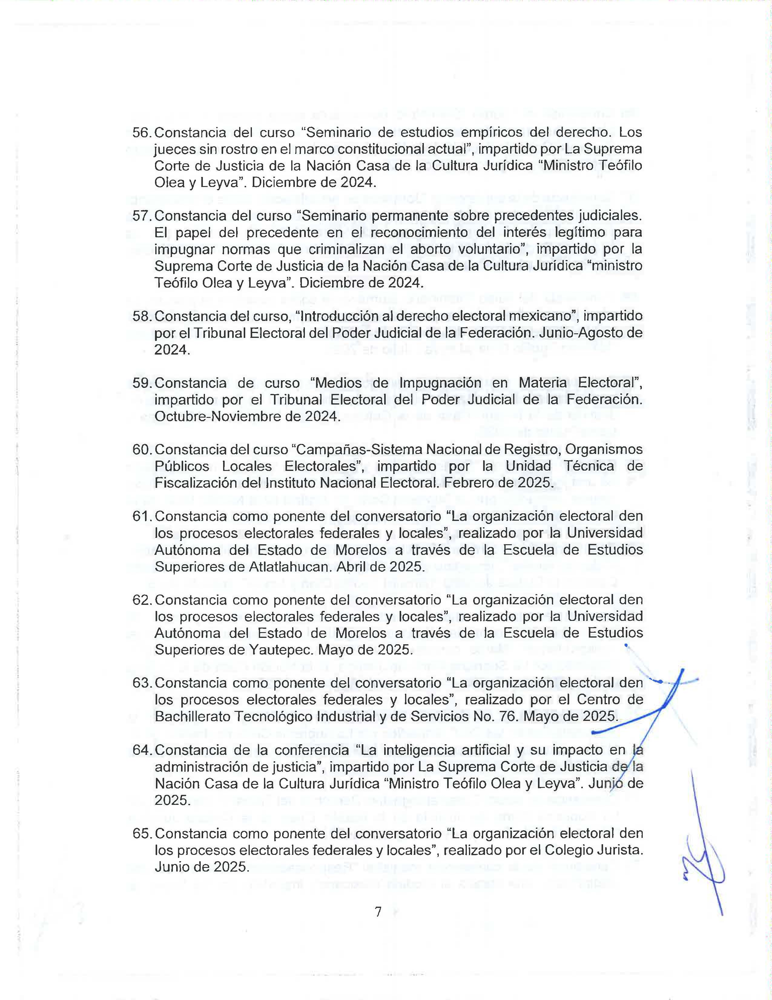 56. Constancia del curso “Seminario de estudios empíricos del derecho. Los
jueces sin rostro en el marco constitucional actual”, impartido por La Suprema
Corte de Justicia de la Nación Casa de la Cultura Jurídica “Ministro Teófilo
Olea y Leyva”. Diciembre de 2024.
57. Constancia del curso “Seminario permanente sobre precedentes judiciales.
El papel del precedente en el reconocimiento del interés legítimo para
impugnar normas que criminalizan el aborto voluntario”, impartido por la
Suprema Corte de Justicia de la Nación Casa de la Cultura Jurídica “ministro
Teófilo Olea y Leyva”. Diciembre de 2024.
58. Constancia del curso, “Introducción al derecho electoral mexicano”, impartido
por el Tribunal Electoral del Poder Judicial de la Federación. Junio-Agosto de
2024.
59. Constancia de curso “Medios de Impugnación en Materia Electoral”,
impartido por el Tribunal Electoral del Poder Judicial de la Federación.
Octubre-Noviembre de 2024.
60. Constancia del curso “Campañas-Sistema Nacional de Registro, Organismos
Públicos Locales Electorales”, impartido por la Unidad Técnica de
Fiscalización del Instituto Nacional Electoral. Febrero de 2025.
61. Constancia como ponente del conversatorio “La organización electoral den
los procesos electorales federales y locales”, realizado por la Universidad
Autónoma del Estado de Morelos a través de la Escuela de Estudios
Superiores de Atlatlahucan. Abril de 2025.
62. Constancia como ponente del conversatorio “La organización electoral den
los procesos electorales federales y locales”, realizado por la Universidad
Autónoma del Estado de Morelos a través de la Escuela de Estudios
Superiores de Yautepec. Mayo de 2025.
63. Constancia como ponente del conversatorio “La organización electoral den
los procesos electorales federales y locales”, realizado por el Centro de
Bachillerato Tecnológico Industrial y de Servicios No. 76. Mayo de 2025.
64. Constancia de la conferencia “La inteligencia artificial y su impacto en la
administración de justicia”, impartido por La Suprema Corte de Justicia de la
Nación Casa de la Cultura Jurídica “Ministro Teófilo Olea y Leyva”. Junio de
2025.
65. Constancia como ponente del conversatorio “La organización electoral den
los procesos electorales federales y locales”, realizado por el Colegio Jurista.
Junio de 2025.
7